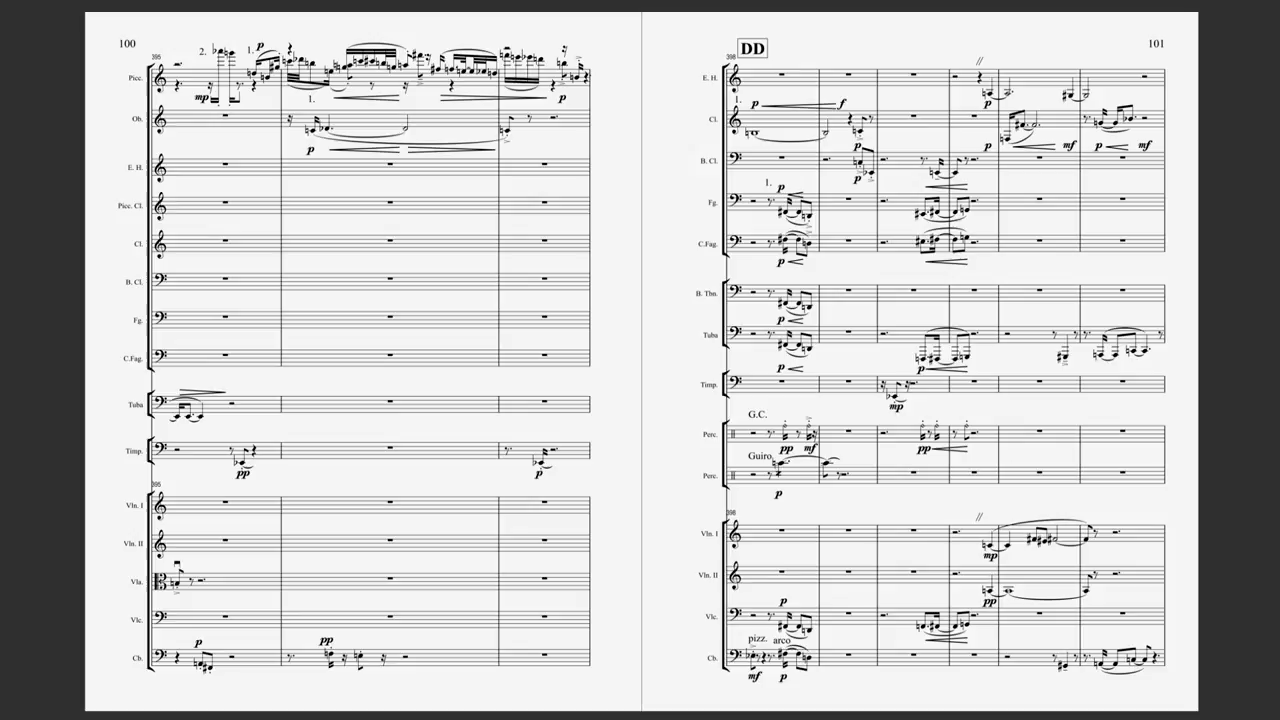 100
395
2.
1.
p
Picc.
mp
1.
p
Ob.
p
E. H.
Picc. Cl.
Cl.
B. Cl.
Fg.
C.Fag.
Tuba
Timp.
pp
p
395
Vln. I
Vln. II
Vla.
Vlc.
p
pp
Cb.
DD
101
398
//
E. H.
p
f
p
1.
Cl.
p
p
mf
p
mf
B. Cl.
p
1.
p
Fg.
C.Fag.
p
B. Tbn.
p
Tuba
p
p
Timp.
mp
G.C.
Perc.
pp
mf
pp
Guiro
Perc.
p
398
//
Vln. I
mp
Vln. II
p
pp
Vlc.
pizz.
arco
Cb.
mf
p